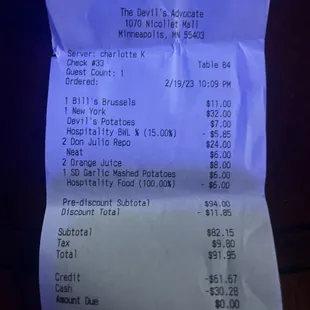 The Devil's Advocate
1070 Nicollet Mall
Minneapolis, MN 55403
Server: charlotte K
Check #33 Table B4
Guest Count: 1
Ordered: 2/19/23 10:09 PM
1 Bill's Brussels $11.00
1 New York $32.00
Devil's Potatoes $7.00
Hospitality BWL % (15.00%) - $5.85
2 Don Julio Repo $24.00
Neat $6.00
2 Orange Juice $8.00
1 SD Garlic Mashed Potatoes $6.00
Hospitality Food (100.00%) - $6.00
Pre-discount Subtotal $94.00
Discount Total - $11.85
Subtotal $82.15
Tax $9.80
Total $91.95
Credit -$61.67
Cash -$30.28
Amount Due $0.00